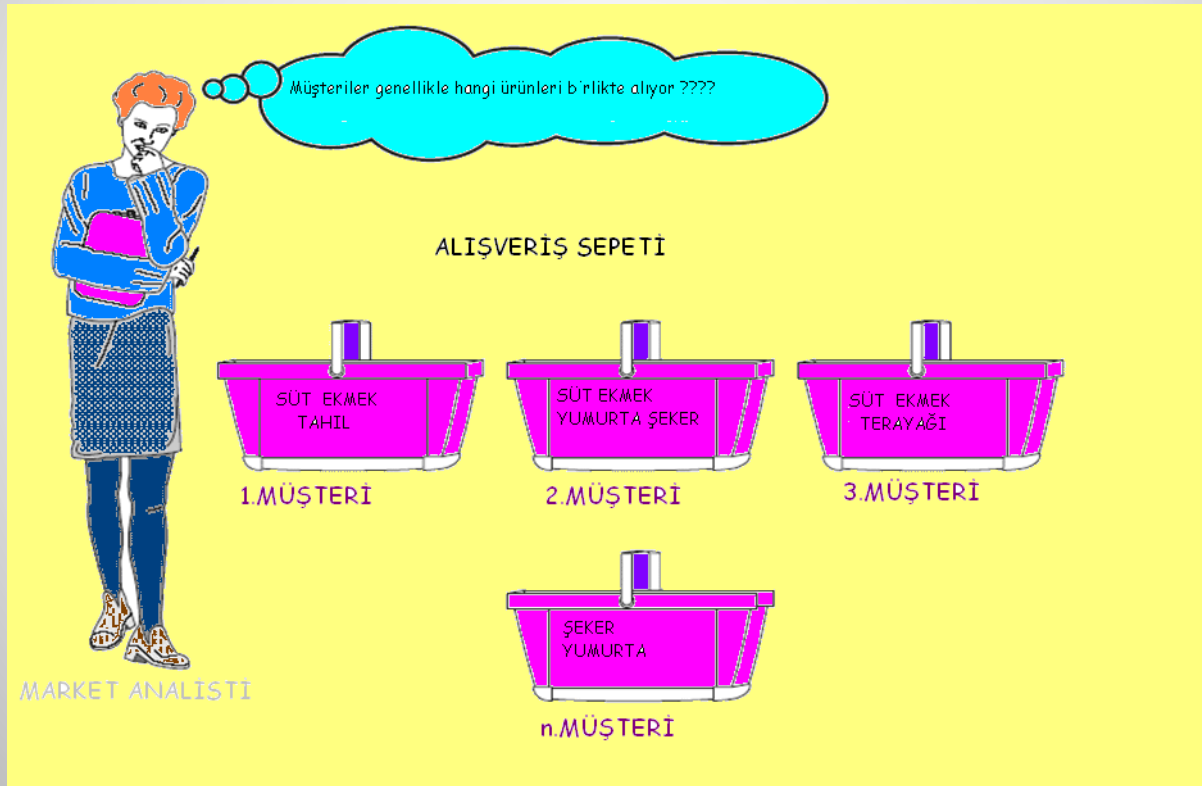 Müşteriler genellikle hangi ürünleri birlikte alıyor ????
ALIŞVERİŞ SEPETİ
SÜT EKMEK
TAHIL
1.MÜŞTERİ
SÜT EKMEK
YUMURTA ŞEKER
2.MÜŞTERİ
SÜT EKMEK
TERAYAĞI
3.MÜŞTERİ
ŞEKER
YUMURTA
n.MÜŞTERİ
MARKET ANALİSTİ